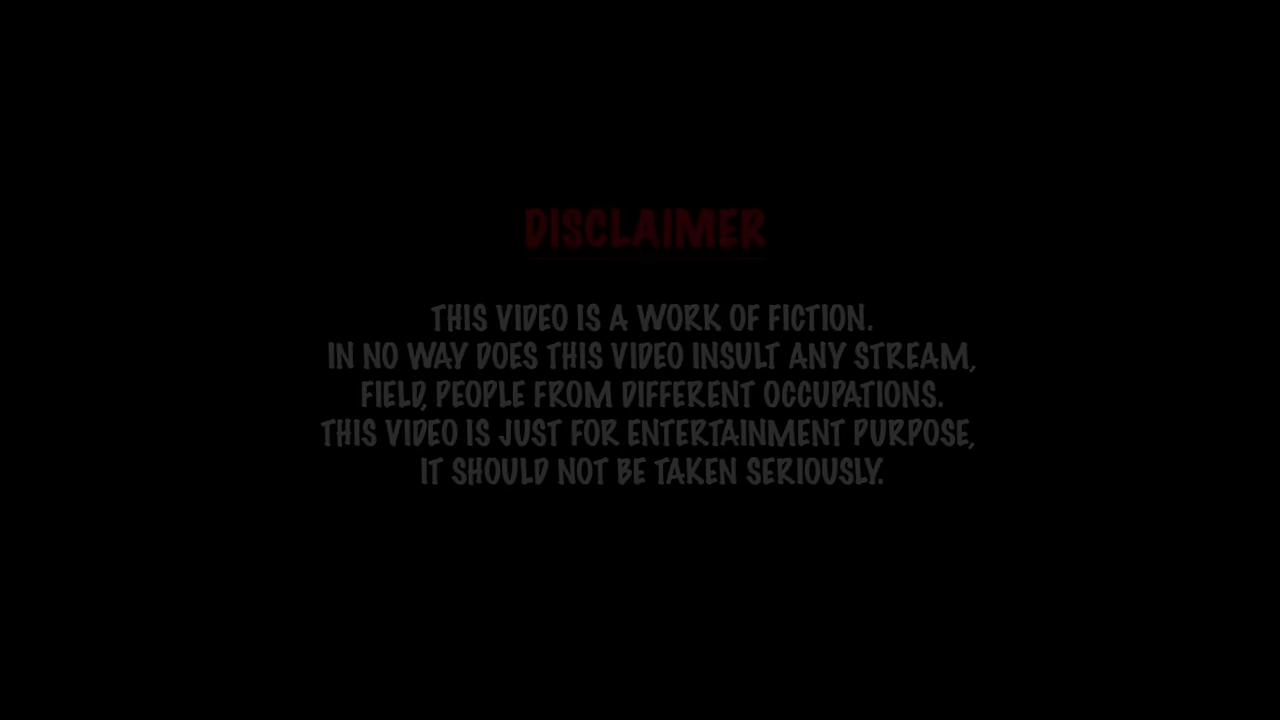 DISCLAIMER
THIS VIDEO IS A WORK OF FICTION.
IN NO WAY DOES THIS VIDEO INSULT ANY STREAM,
FIELD, PEOPLE FROM DIFFERENT OCCUPATIONS.
THIS VIDEO IS JUST FOR ENTERTAINMENT PURPOSE,
IT SHOULD NOT BE TAKEN SERIOUSLY.